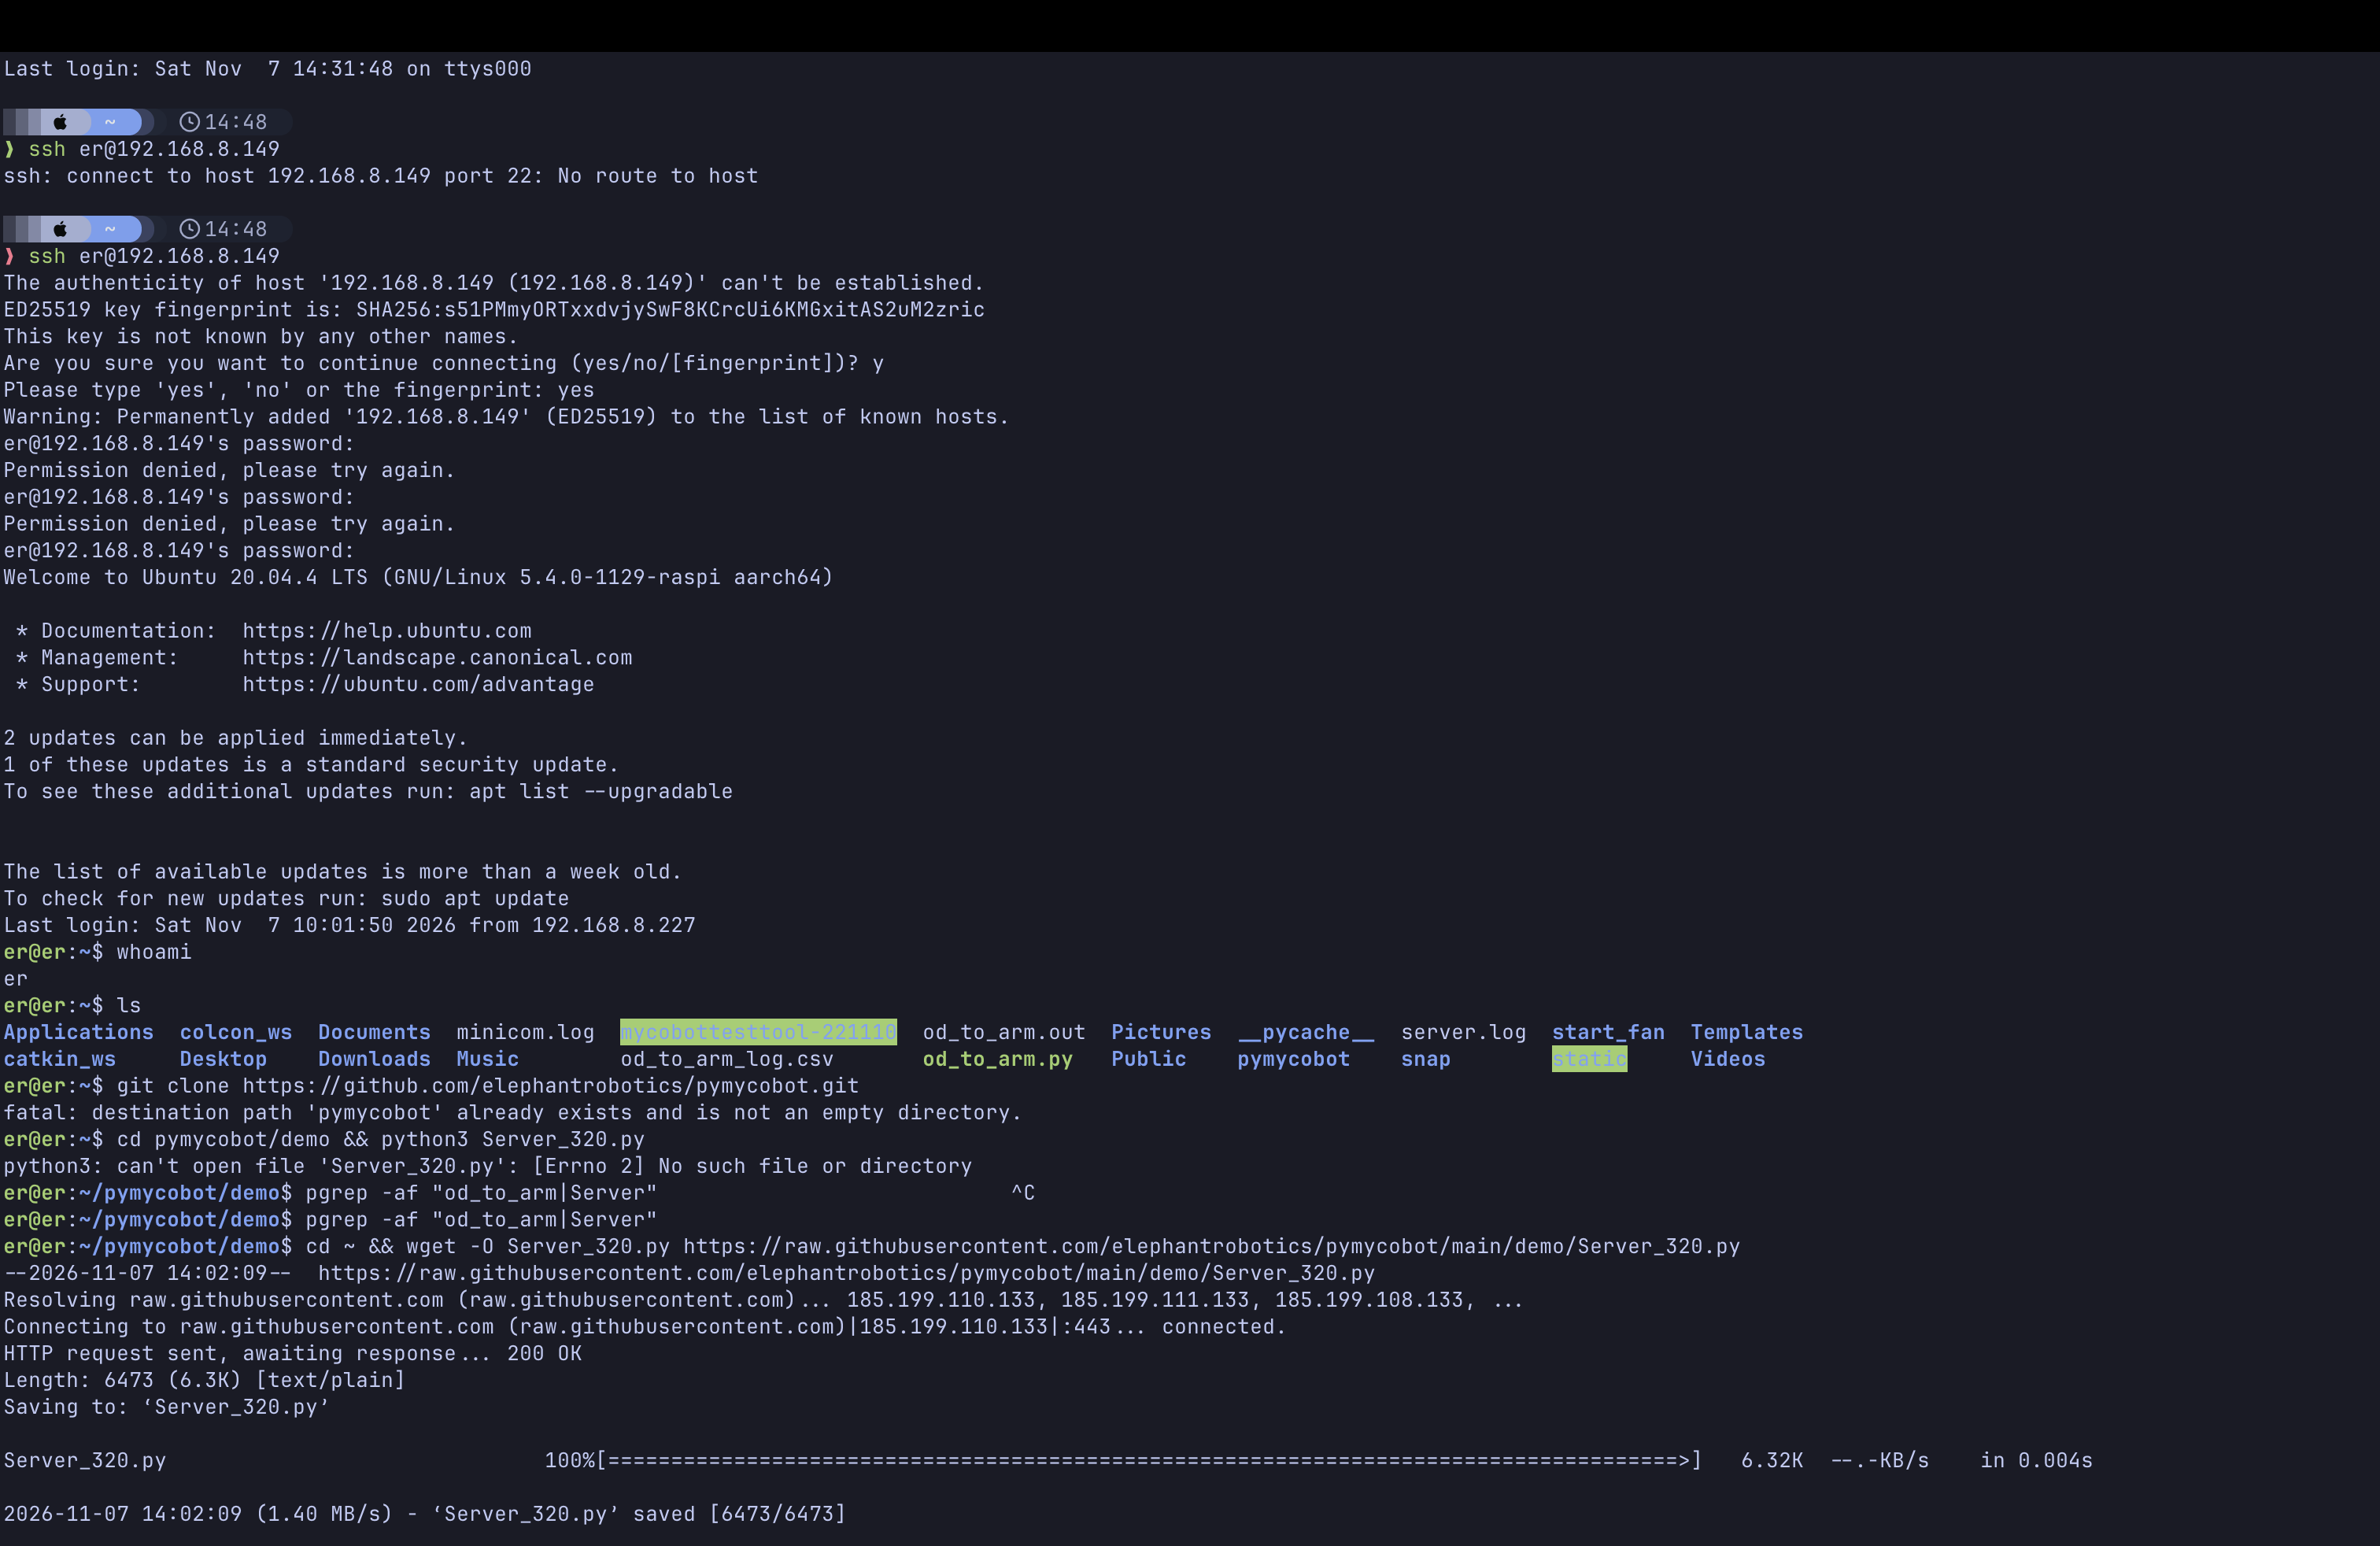 Last login: Sat Nov  7 14:31:48 on ttys000
~ 14:48
❱ ssh er@192.168.8.149
ssh: connect to host 192.168.8.149 port 22: No route to host
~ 14:48
❱ ssh er@192.168.8.149
The authenticity of host '192.168.8.149 (192.168.8.149)' can't be established.
ED25519 key fingerprint is: SHA256:s51PMmyORTxxdvjySwF8KCrcUi6KMGxitAS2uM2zric
This key is not known by any other names.
Are you sure you want to continue connecting (yes/no/[fingerprint])? y
Please type 'yes', 'no' or the fingerprint: yes
Warning: Permanently added '192.168.8.149' (ED25519) to the list of known hosts.
er@192.168.8.149's password:
Permission denied, please try again.
er@192.168.8.149's password:
Permission denied, please try again.
er@192.168.8.149's password:
Welcome to Ubuntu 20.04.4 LTS (GNU/Linux 5.4.0-1129-raspi aarch64)
 * Documentation:  https://help.ubuntu.com
 * Management:     https://landscape.canonical.com
 * Support:        https://ubuntu.com/advantage
2 updates can be applied immediately.
1 of these updates is a standard security update.
To see these additional updates run: apt list --upgradable
The list of available updates is more than a week old.
To check for new updates run: sudo apt update
Last login: Sat Nov  7 10:01:50 2026 from 192.168.8.227
er@er:~$ whoami
er
er@er:~$ ls
Applications  colcon_ws  Documents  minicom.log  mycobottesttool-221110  od_to_arm.out  Pictures  __pycache__  server.log  start_fan  Templates
catkin_ws     Desktop    Downloads  Music        od_to_arm_log.csv       od_to_arm.py   Public    pymycobot    snap        static     Videos
er@er:~$ git clone https://github.com/elephantrobotics/pymycobot.git
fatal: destination path 'pymycobot' already exists and is not an empty directory.
er@er:~$ cd pymycobot/demo && python3 Server_320.py
python3: can't open file 'Server_320.py': [Errno 2] No such file or directory
er@er:~/pymycobot/demo$ pgrep -af "od_to_arm|Server"                            ^C
er@er:~/pymycobot/demo$ pgrep -af "od_to_arm|Server"
er@er:~/pymycobot/demo$ cd ~ && wget -O Server_320.py https://raw.githubusercontent.com/elephantrobotics/pymycobot/main/demo/Server_320.py
--2026-11-07 14:02:09--  https://raw.githubusercontent.com/elephantrobotics/pymycobot/main/demo/Server_320.py
Resolving raw.githubusercontent.com (raw.githubusercontent.com)... 185.199.110.133, 185.199.111.133, 185.199.108.133, ...
Connecting to raw.githubusercontent.com (raw.githubusercontent.com)|185.199.110.133|:443... connected.
HTTP request sent, awaiting response... 200 OK
Length: 6473 (6.3K) [text/plain]
Saving to: ‘Server_320.py’
Server_320.py                              100%[=====================================================================================>]   6.32K  --.-KB/s    in 0.004s
2026-11-07 14:02:09 (1.40 MB/s) - ‘Server_320.py’ saved [6473/6473]